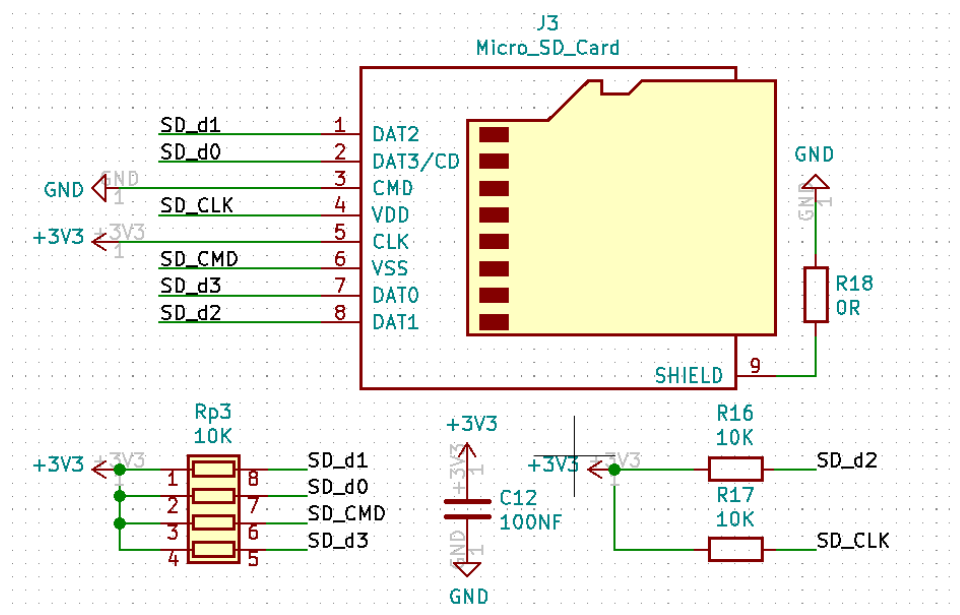 J3
Micro_SD_Card
SD_d1 1 DAT2
SD_d0 2 DAT3/CD
GND GND 1 3 CMD
SD_CLK 4 VDD
+3V3 +3V3 1 5 CLK
SD_CMD 6 VSS
SD_d3 7 DAT0
SD_d2 8 DAT1
SHIELD 9
GND
GND 1
R18
0R
Rp3
10K
+3V3 +3V3 1
1 8 SD_d1
2 7 SD_d0
3 6 SD_CMD
4 5 SD_d3
+3V3
+3V3 1
C12
100NF
GND 1
GND
R16
10K
+3V3 +3V3 1
SD_d2
R17
10K
SD_CLK